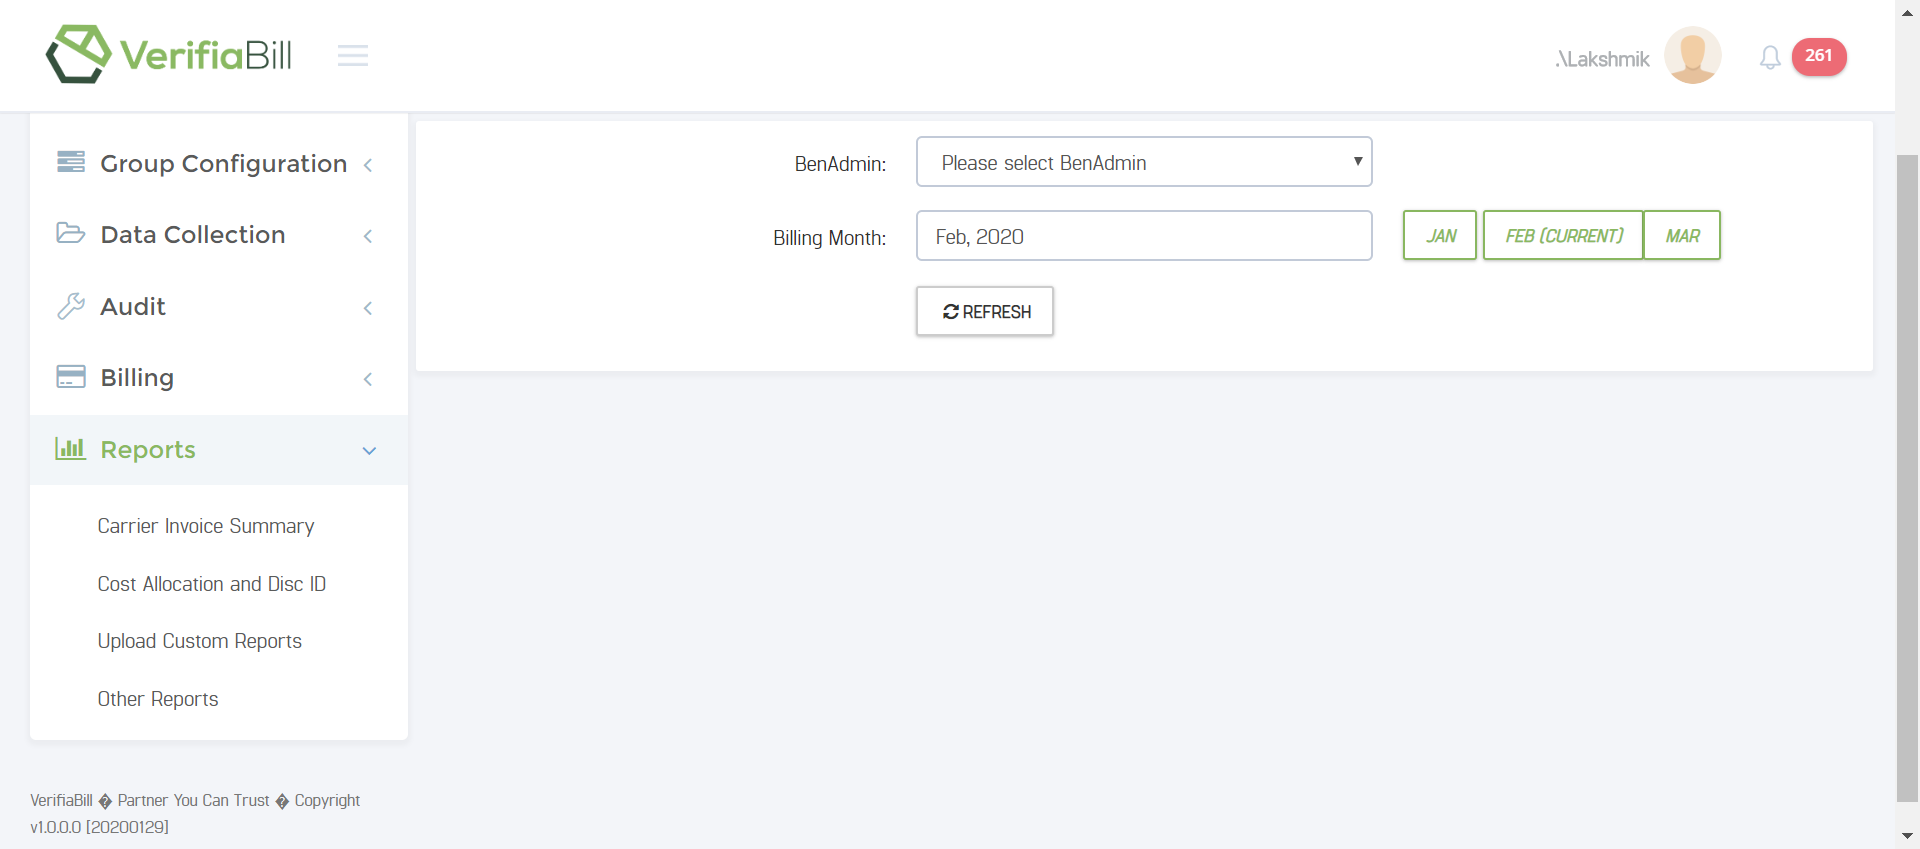 VerifiaBill
.\Lakshmik
261
Group Configuration
Data Collection
Audit
Billing
Reports
Carrier Invoice Summary
Cost Allocation and Disc ID
Upload Custom Reports
Other Reports
BenAdmin:
Please select BenAdmin
Billing Month:
Feb, 2020
JAN
FEB (CURRENT)
MAR
REFRESH
VerifiaBill � Partner You Can Trust � Copyright
v1.0.0.0 [20200129]